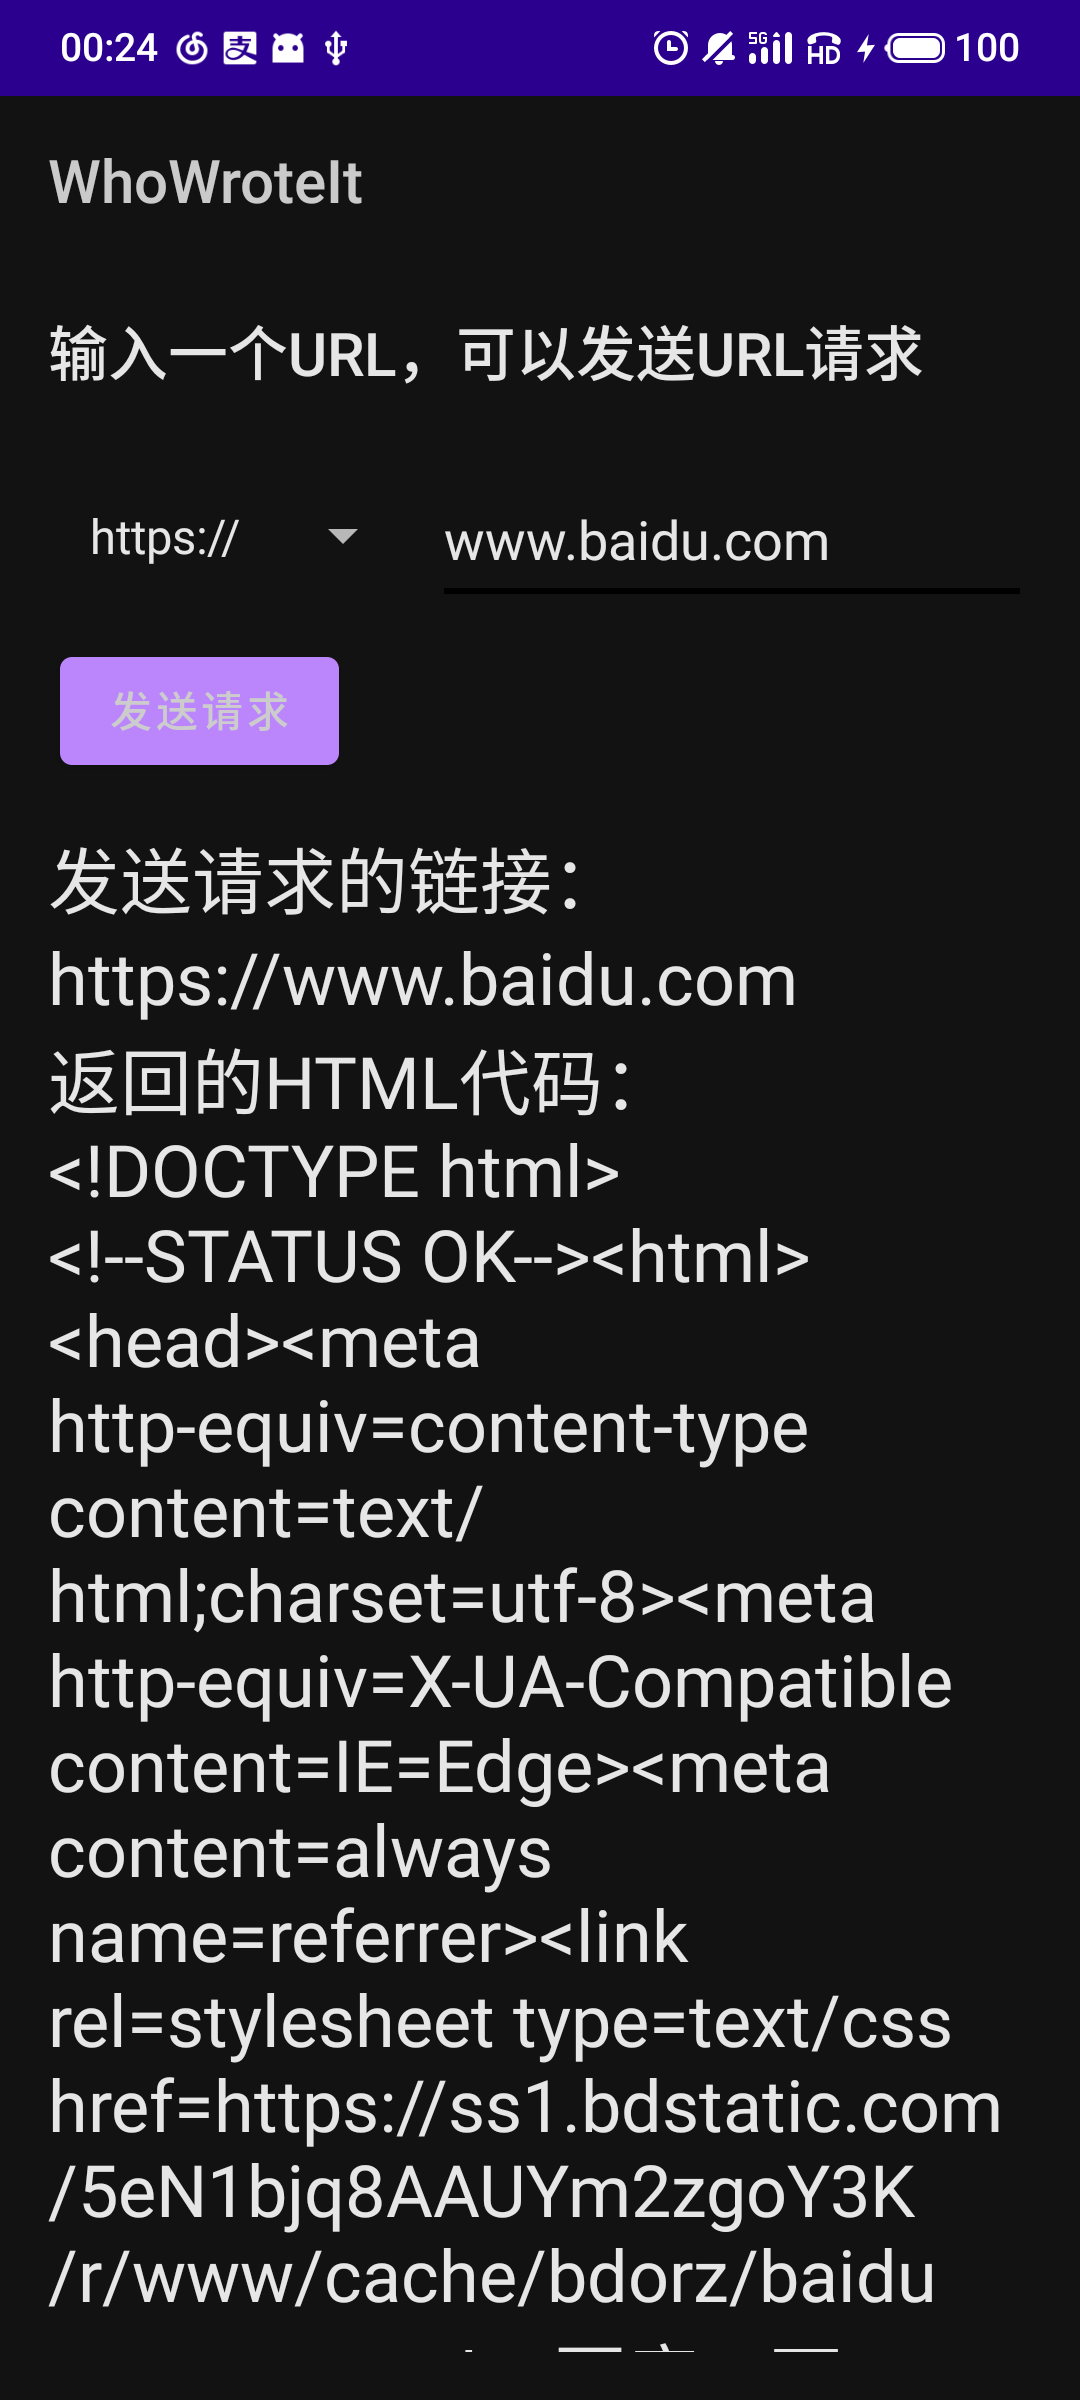 00:24 5G HD 100
WhoWroteIt
输入一个URL，可以发送URL请求
https:// www.baidu.com
发送请求
发送请求的链接：
https://www.baidu.com
返回的HTML代码：
<!DOCTYPE html>
<!--STATUS OK--><html>
<head><meta
http-equiv=content-type
content=text/
html;charset=utf-8><meta
http-equiv=X-UA-Compatible
content=IE=Edge><meta
content=always
name=referrer><link
rel=stylesheet type=text/css
href=https://ss1.bdstatic.com
/5eN1bjq8AAUYm2zgoY3K
/r/www/cache/bdorz/baidu